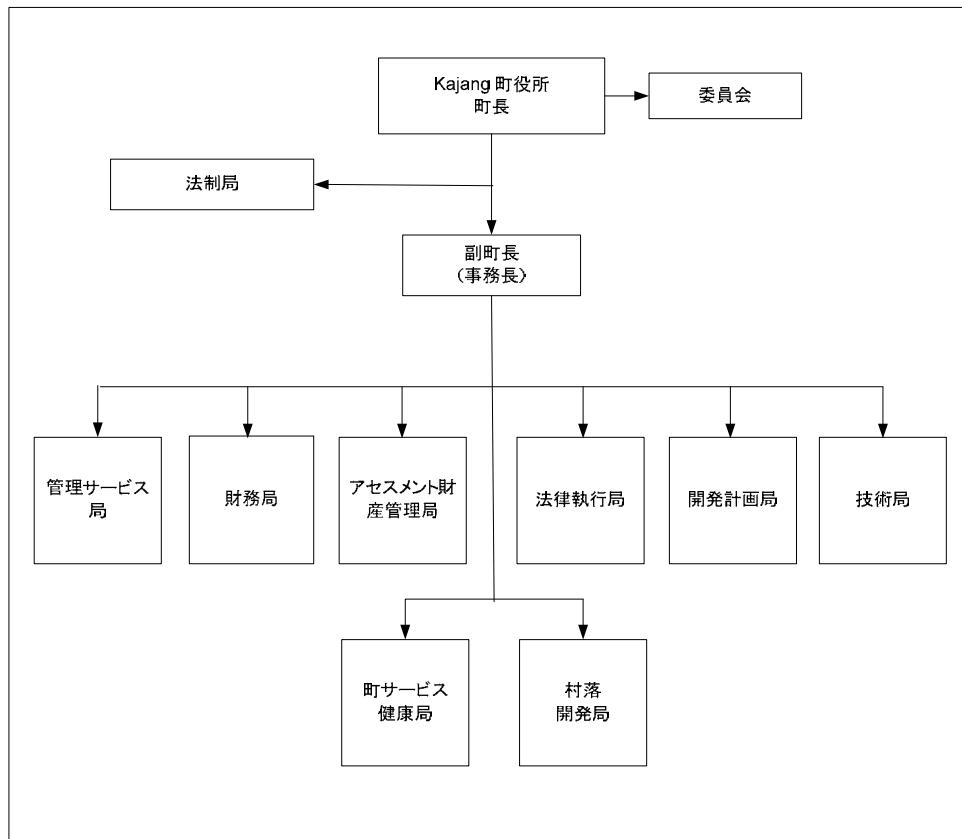 Kajang 町役所
町長
委員会
法制局
副町長
（事務長）
管理サービス
局
財務局
アセスメント財
産管理局
法律執行局
開発計画局
技術局
町サービス
健康局
村落
開発局